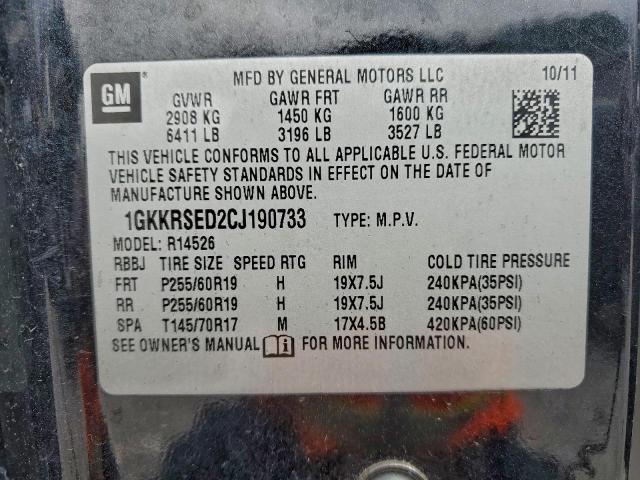 GM
MFD BY GENERAL MOTORS LLC 10/11
GVWR GAWR FRT GAWR RR
2908 KG 1450 KG 1600 KG
6411 LB 3196 LB 3527 LB
THIS VEHICLE CONFORMS TO ALL APPLICABLE U.S. FEDERAL MOTOR
VEHICLE SAFETY STANDARDS IN EFFECT ON THE DATE OF
MANUFACTURE SHOWN ABOVE.
1GKKRSED2CJ190733 TYPE: M.P.V.
MODEL: R14526
RBBJ TIRE SIZE SPEED RTG RIM COLD TIRE PRESSURE
FRT P255/60R19 H 19X7.5J 240KPA(35PSI)
RR P255/60R19 H 19X7.5J 240KPA(35PSI)
SPA T145/70R17 M 17X4.5B 420KPA(60PSI)
SEE OWNER'S MANUAL i FOR MORE INFORMATION.